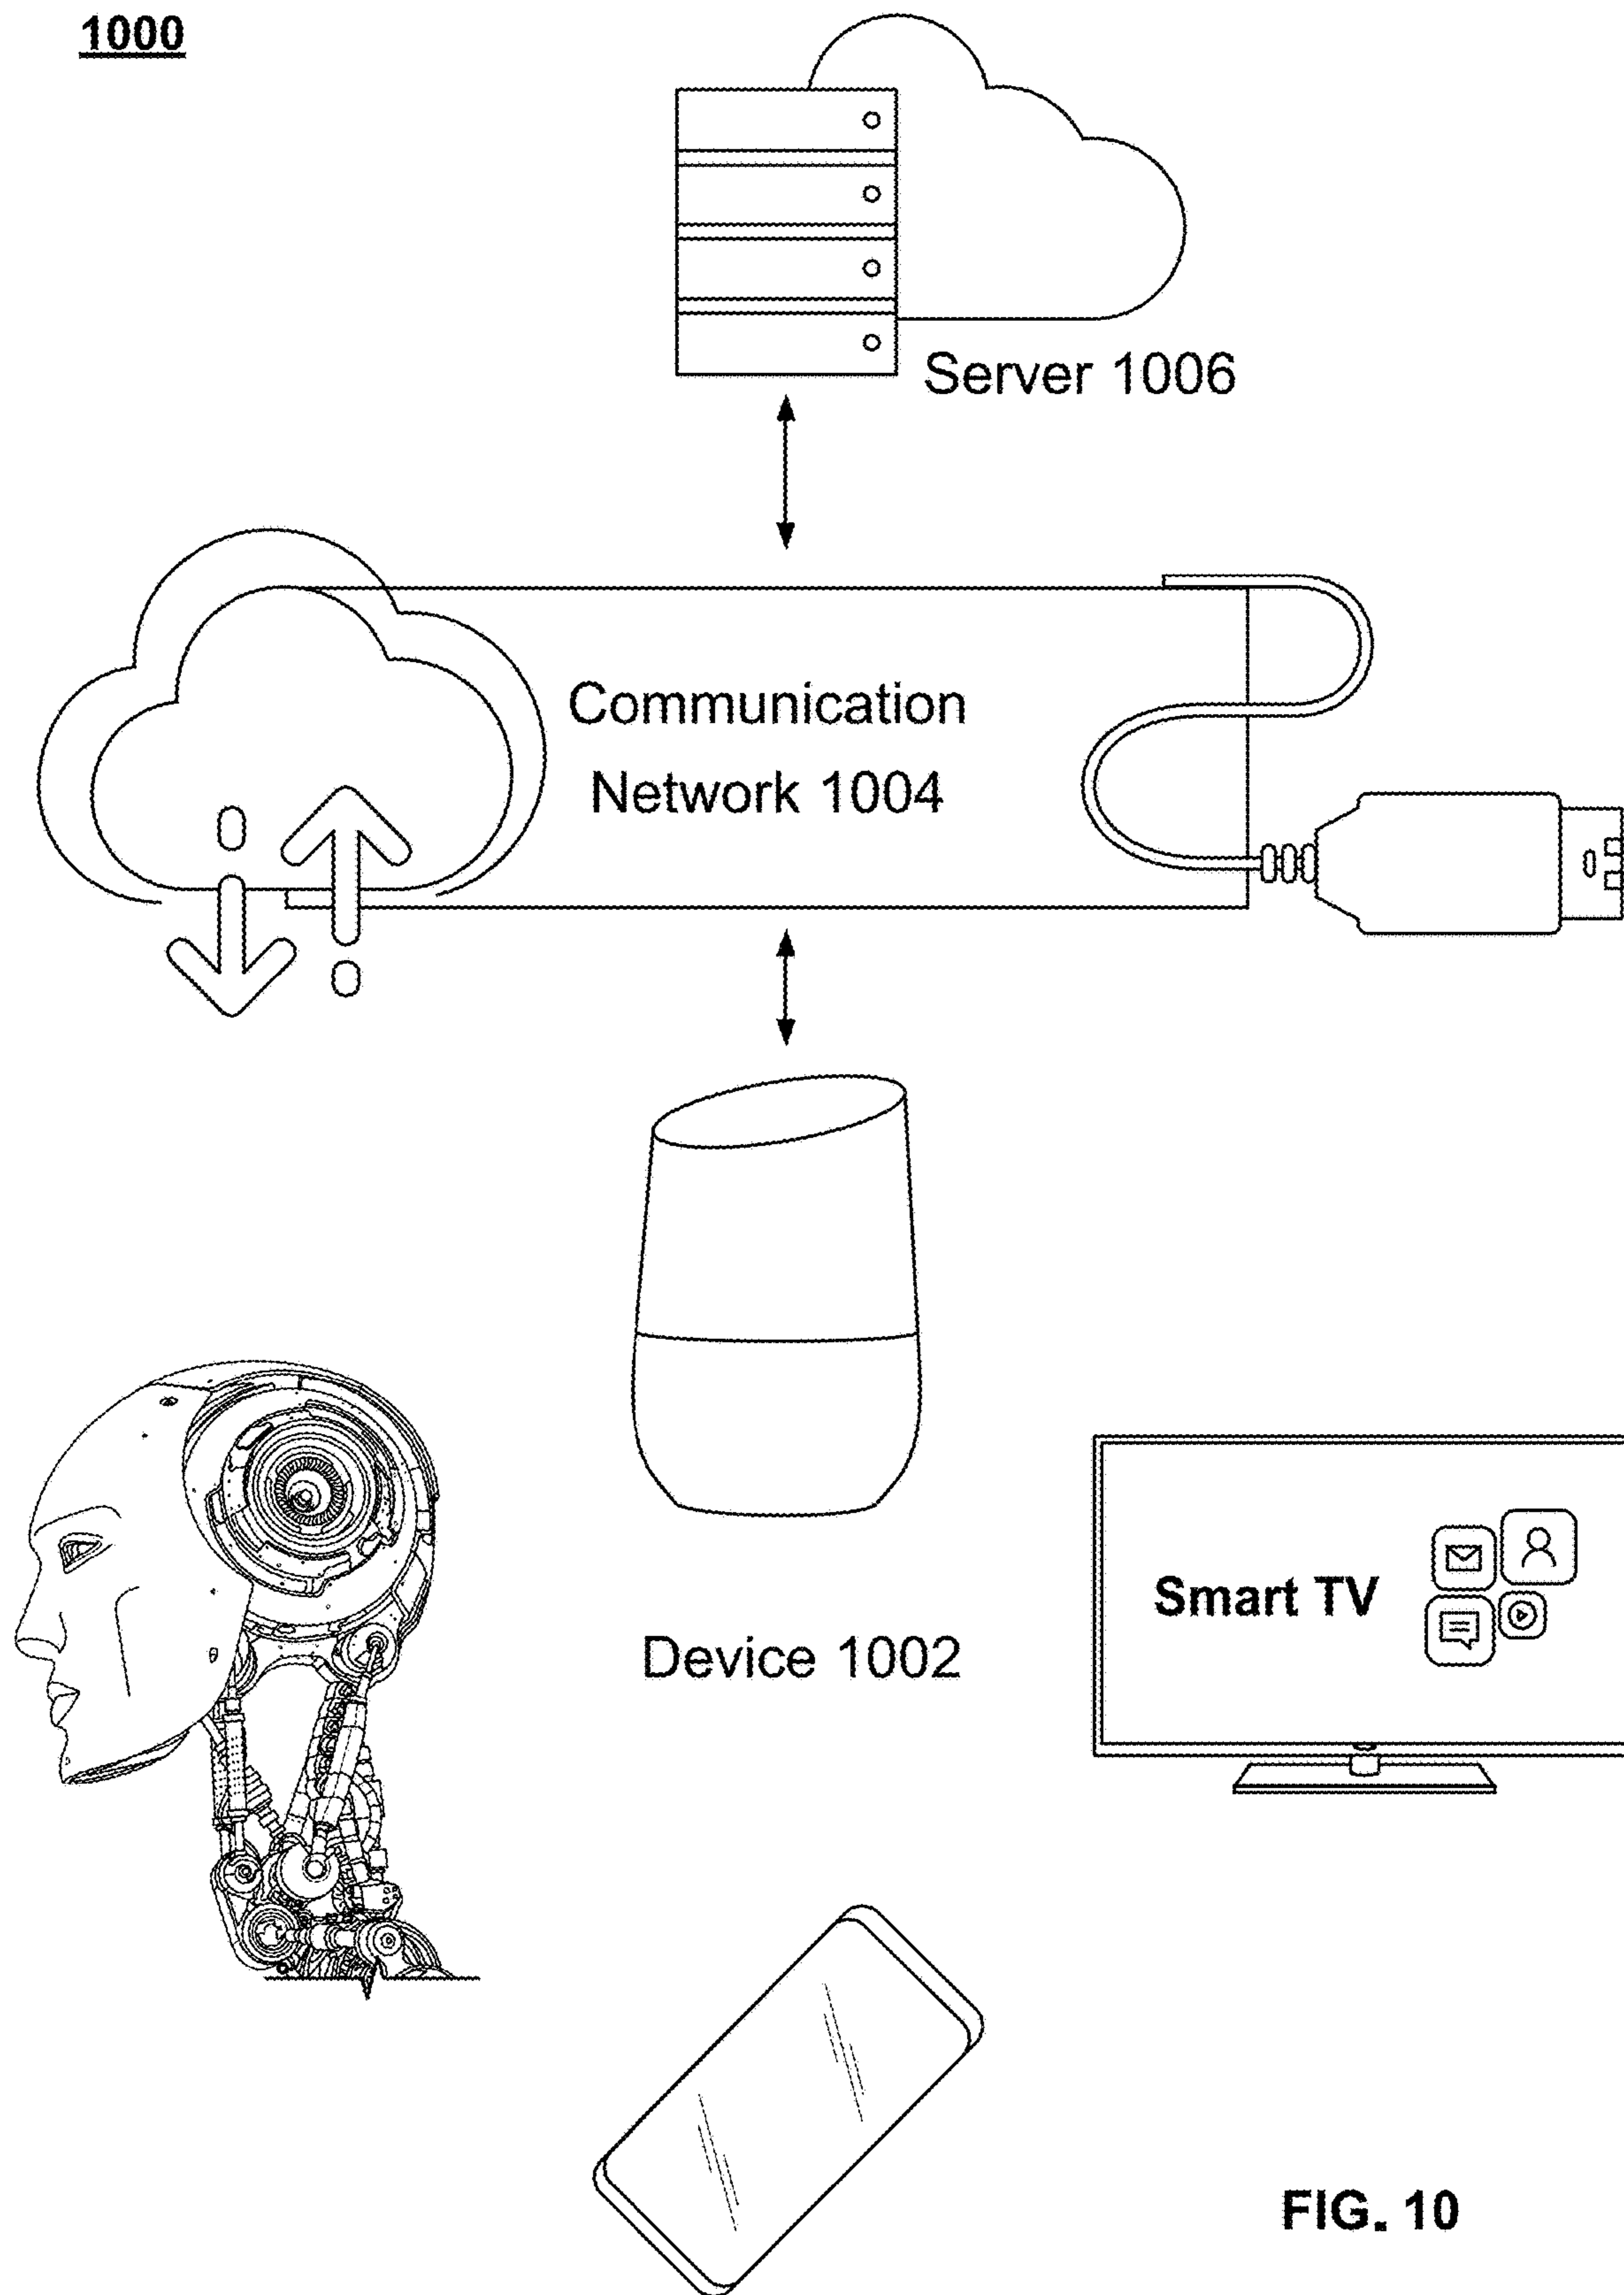 1000
Server 1006
Communication
Network 1004
Smart TV
Device 1002
FIG. 10